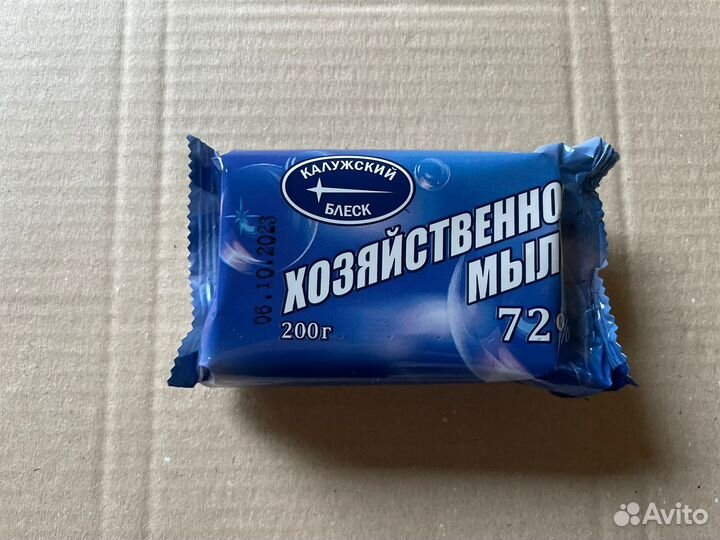 КАЛУЖСКИЙ
БЛЕСК
ХОЗЯЙСТВЕННО
МЫЛ
200г
72%
06.10.2023
Avito